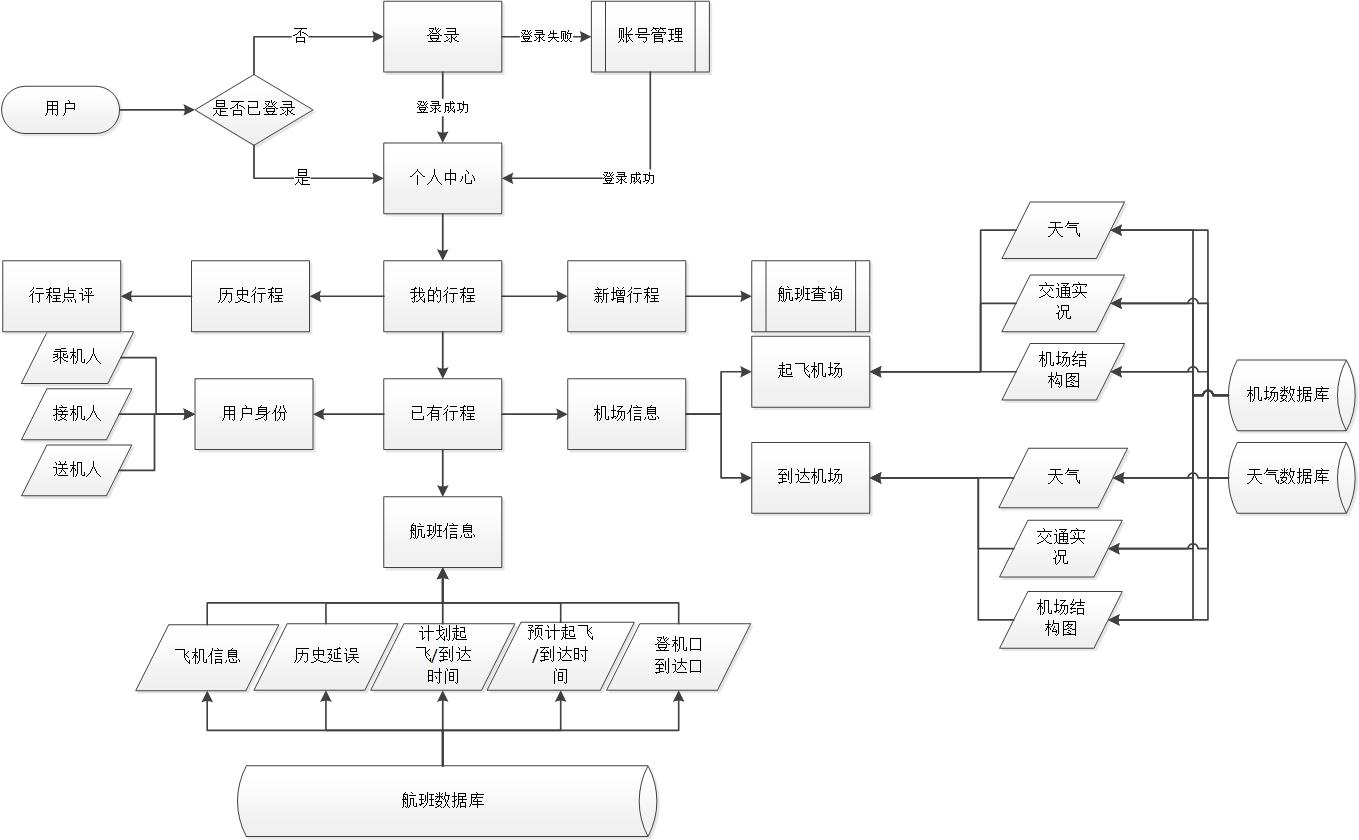 否
登录
登录失败
账号管理
用户
是否已登录
登录成功
是
个人中心
登录成功
天气
行程点评
历史行程
我的行程
新增行程
航班查询
交通实
况
乘机人
起飞机场
机场结
构图
接机人
用户身份
已有行程
机场信息
机场数据库
送机人
到达机场
天气
天气数据库
航班信息
交通实
况
机场结
构图
飞机信息
历史延误
计划起
飞/到达
时间
预计起飞
/到达时
间
登机口
到达口
航班数据库